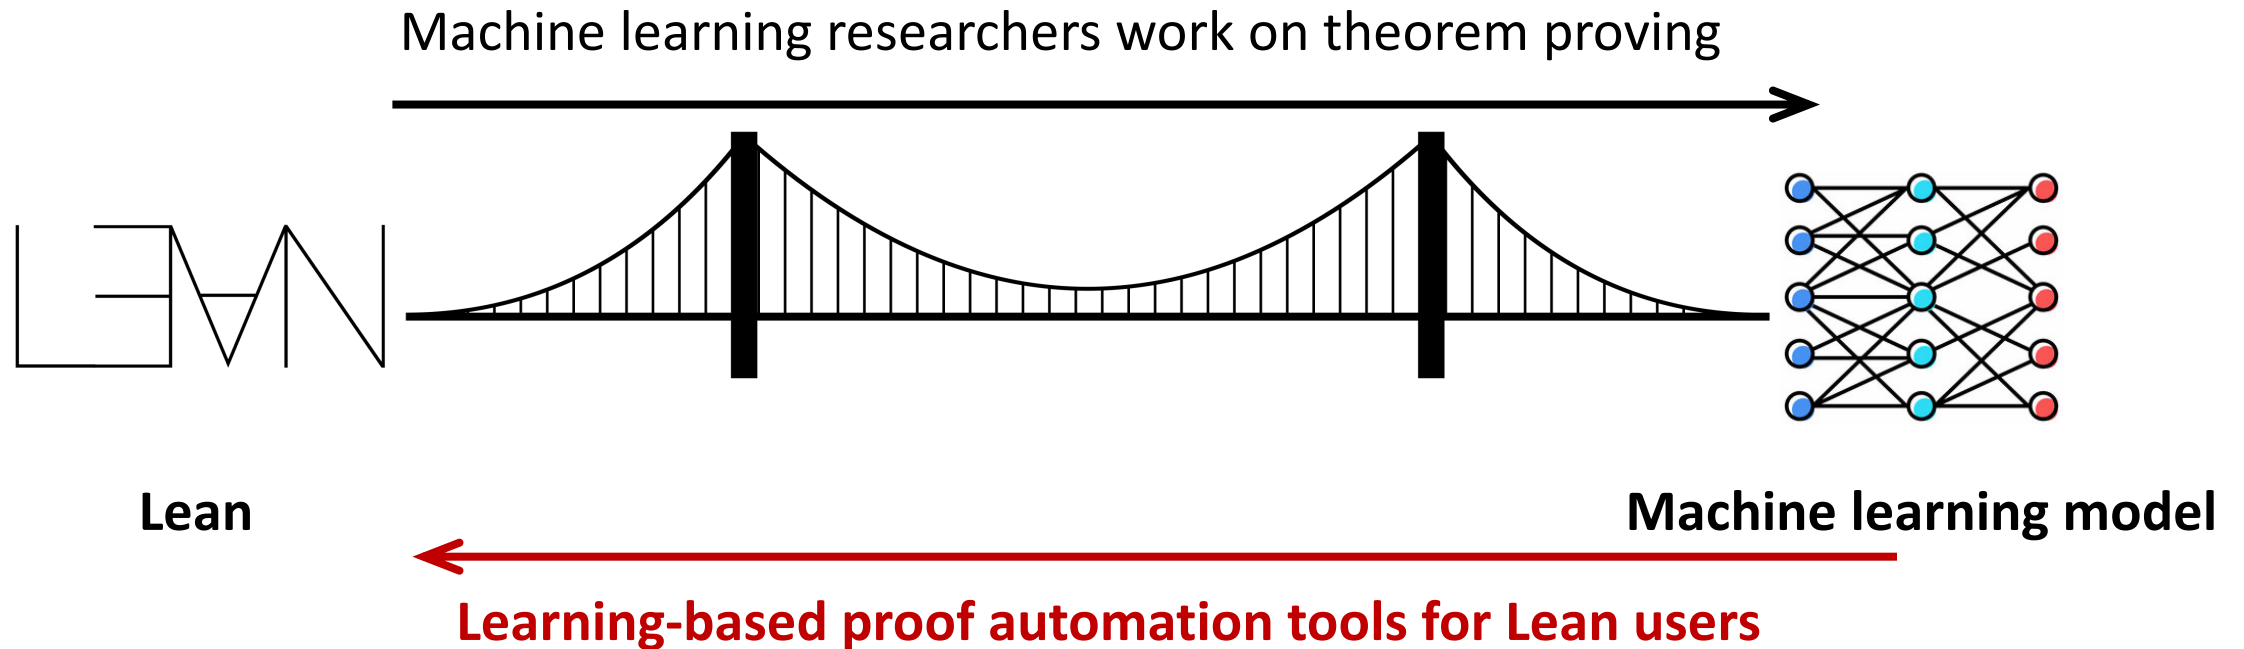 Machine learning researchers work on theorem proving
L∃∀N
Lean
Machine learning model
Learning-based proof automation tools for Lean users